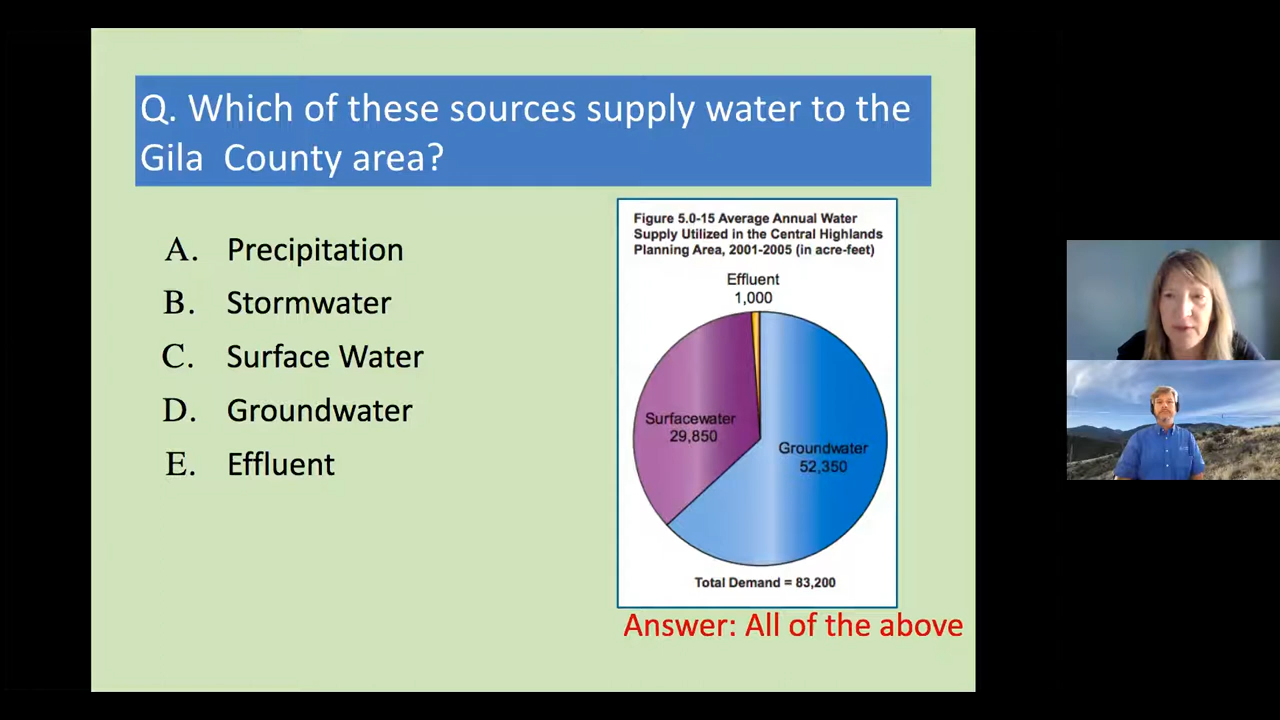 Q. Which of these sources supply water to the
Gila County area?
A. Precipitation
B. Stormwater
C. Surface Water
D. Groundwater
E. Effluent
Figure 5.0-15 Average Annual Water
Supply Utilized in the Central Highlands
Planning Area, 2001-2005 (in acre-feet)
Effluent
1,000
Surfacewater
29,850
Groundwater
52,350
Total Demand = 83,200
Answer: All of the above